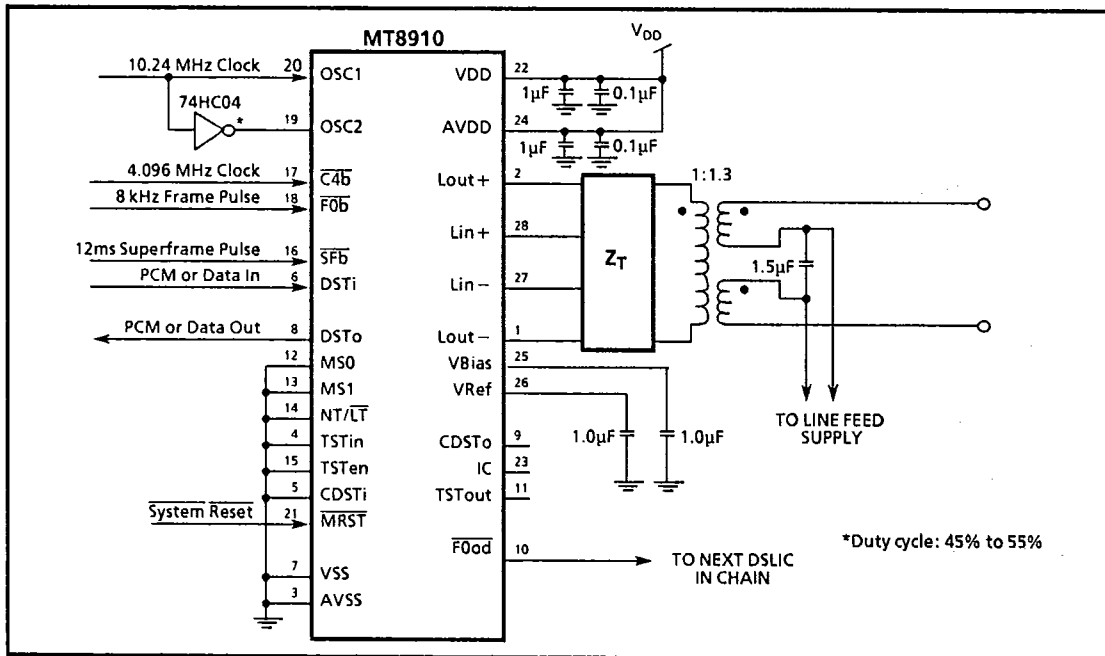 MT8910
10.24 MHz Clock
20
OSC1
74HC04
*
19
OSC2
4.096 MHz Clock
17
C4b
8 kHz Frame Pulse
18
F0b
12ms Superframe Pulse
16
SFb
PCM or Data In
6
DSTi
PCM or Data Out
8
DSTo
12
MS0
13
MS1
14
NT/LT
4
TSTin
15
TSTen
5
CDSTi
System Reset
21
MRST
7
VSS
3
AVSS
VDD
22
VDD
1µF
0.1µF
AVDD
24
1µF
0.1µF
Lout+
2
1:1.3
Lin+
28
ZT
Lin−
27
1.5µF
Lout−
1
VBias
25
VRef
26
1.0µF
1.0µF
TO LINE FEED
SUPPLY
CDSTo
9
IC
23
TSTout
11
F0od
10
TO NEXT DSLIC
IN CHAIN
*Duty cycle: 45% to 55%